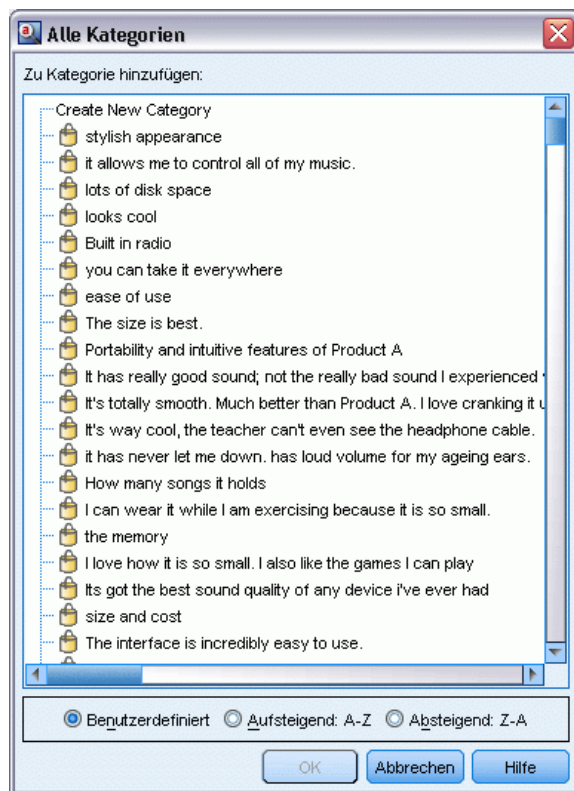 Alle Kategorien
Zu Kategorie hinzufügen:
Create New Category
stylish appearance
it allows me to control all of my music.
lots of disk space
looks cool
Built in radio
you can take it everywhere
ease of use
The size is best.
Portability and intuitive features of Product A
It has really good sound; not the really bad sound I experienced
It's totally smooth. Much better than Product A. I love cranking it
It's way cool, the teacher can't even see the headphone cable.
it has never let me down. has loud volume for my ageing ears.
How many songs it holds
I can wear it while I am exercising because it is so small.
the memory
I love how it is so small. I also like the games I can play
Its got the best sound quality of any device i've ever had
size and cost
The interface is incredibly easy to use.
Benutzerdefiniert Aufsteigend: A-Z Absteigend: Z-A
OK Abbrechen Hilfe